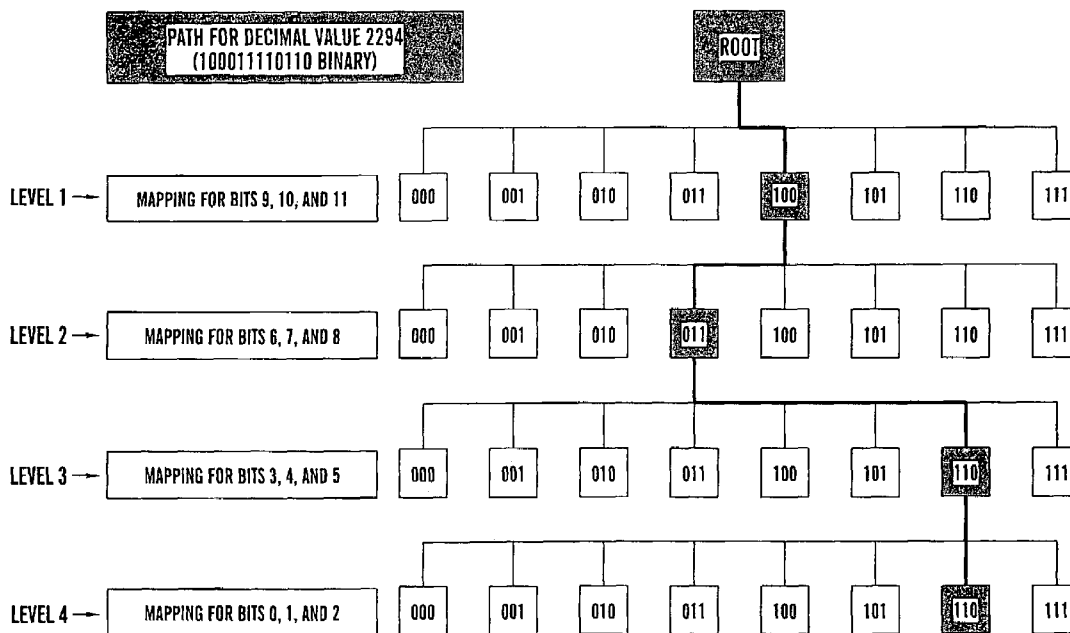 PATH FOR DECIMAL VALUE 2294
(100011110110 BINARY)
ROOT
LEVEL 1
MAPPING FOR BITS 9, 10, AND 11
000 001 010 011 100 101 110 111
LEVEL 2
MAPPING FOR BITS 6, 7, AND 8
000 001 010 011 100 101 110 111
LEVEL 3
MAPPING FOR BITS 3, 4, AND 5
000 001 010 011 100 101 110 111
LEVEL 4
MAPPING FOR BITS 0, 1, AND 2
000 001 010 011 100 101 110 111